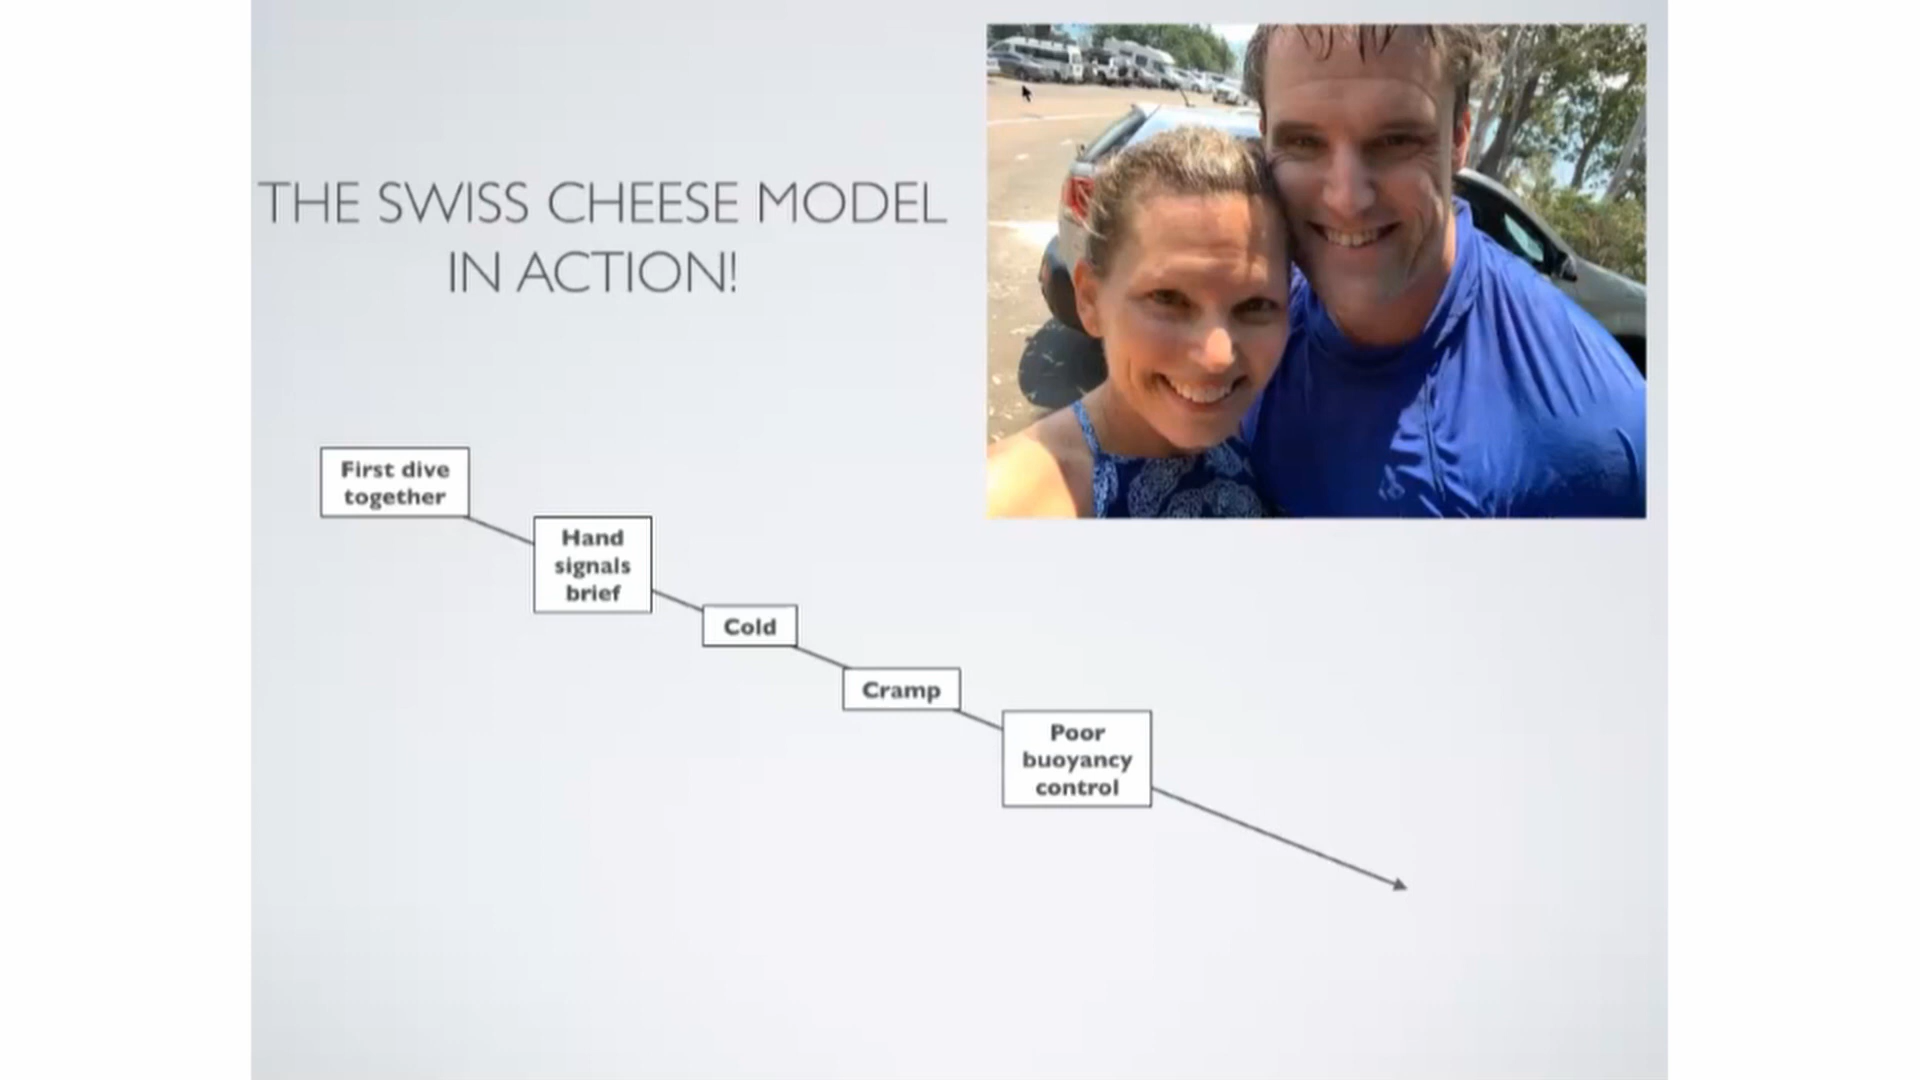 THE SWISS CHEESE MODEL
IN ACTION!
First dive
together
Hand
signals
brief
Cold
Cramp
Poor
buoyancy
control